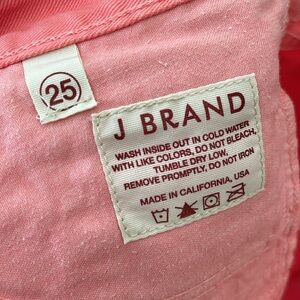 25
J BRAND
WASH INSIDE OUT IN COLD WATER
WITH LIKE COLORS, DO NOT BLEACH,
TUMBLE DRY LOW.
REMOVE PROMPTLY. DO NOT IRON
MADE IN CALIFORNIA, USA